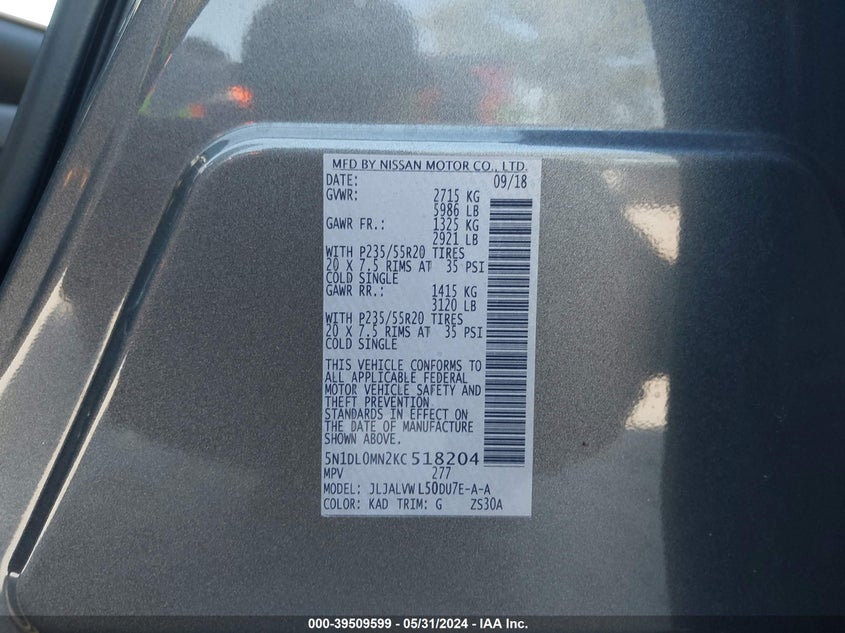 MFD BY NISSAN MOTOR CO., LTD.
DATE: 09/18
GVWR: 2715 KG
5986 LB
GAWR FR.: 1325 KG
2921 LB
WITH P235/55R20 TIRES
20 X 7.5 RIMS AT 35 PSI
COLD SINGLE
GAWR RR.: 1415 KG
3120 LB
WITH P235/55R20 TIRES
20 X 7.5 RIMS AT 35 PSI
COLD SINGLE
THIS VEHICLE CONFORMS TO
ALL APPLICABLE FEDERAL
MOTOR VEHICLE SAFETY AND
THEFT PREVENTION
STANDARDS IN EFFECT ON
THE DATE OF MANUFACTURE
SHOWN ABOVE.
5N1DL0MN2KC518204
MPV 277
MODEL: JLJALVWL50DU7E-A-A
COLOR: KAD TRIM: G ZS30A
000-39509599 - 05/31/2024 - IAA Inc.